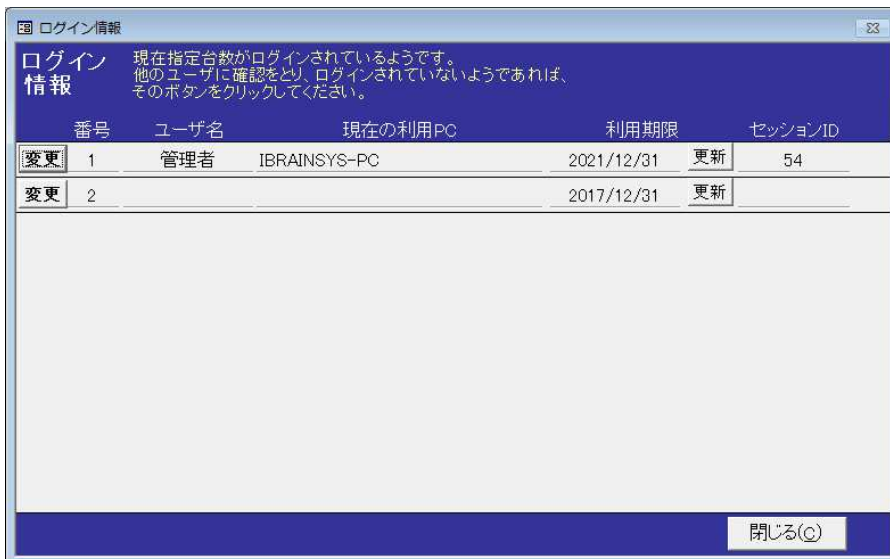 ログイン情報
ログイン
情報
現在指定台数がログインされているようです。
他のユーザに確認をとり、ログインされていないようであれば、
そのボタンをクリックしてください。
番号 ユーザ名 現在の利用PC 利用期限 セッションID
変更 1 管理者 IBRAINSYS-PC 2021/12/31 更新 54
変更 2 2017/12/31 更新
閉じる(C)